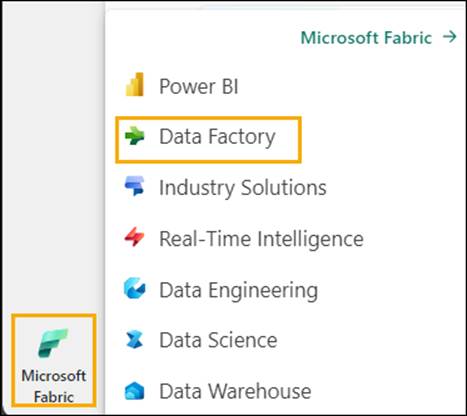 Microsoft Fabric →
Power BI
Data Factory
Industry Solutions
Real-Time Intelligence
Data Engineering
Data Science
Data Warehouse
Microsoft
Fabric